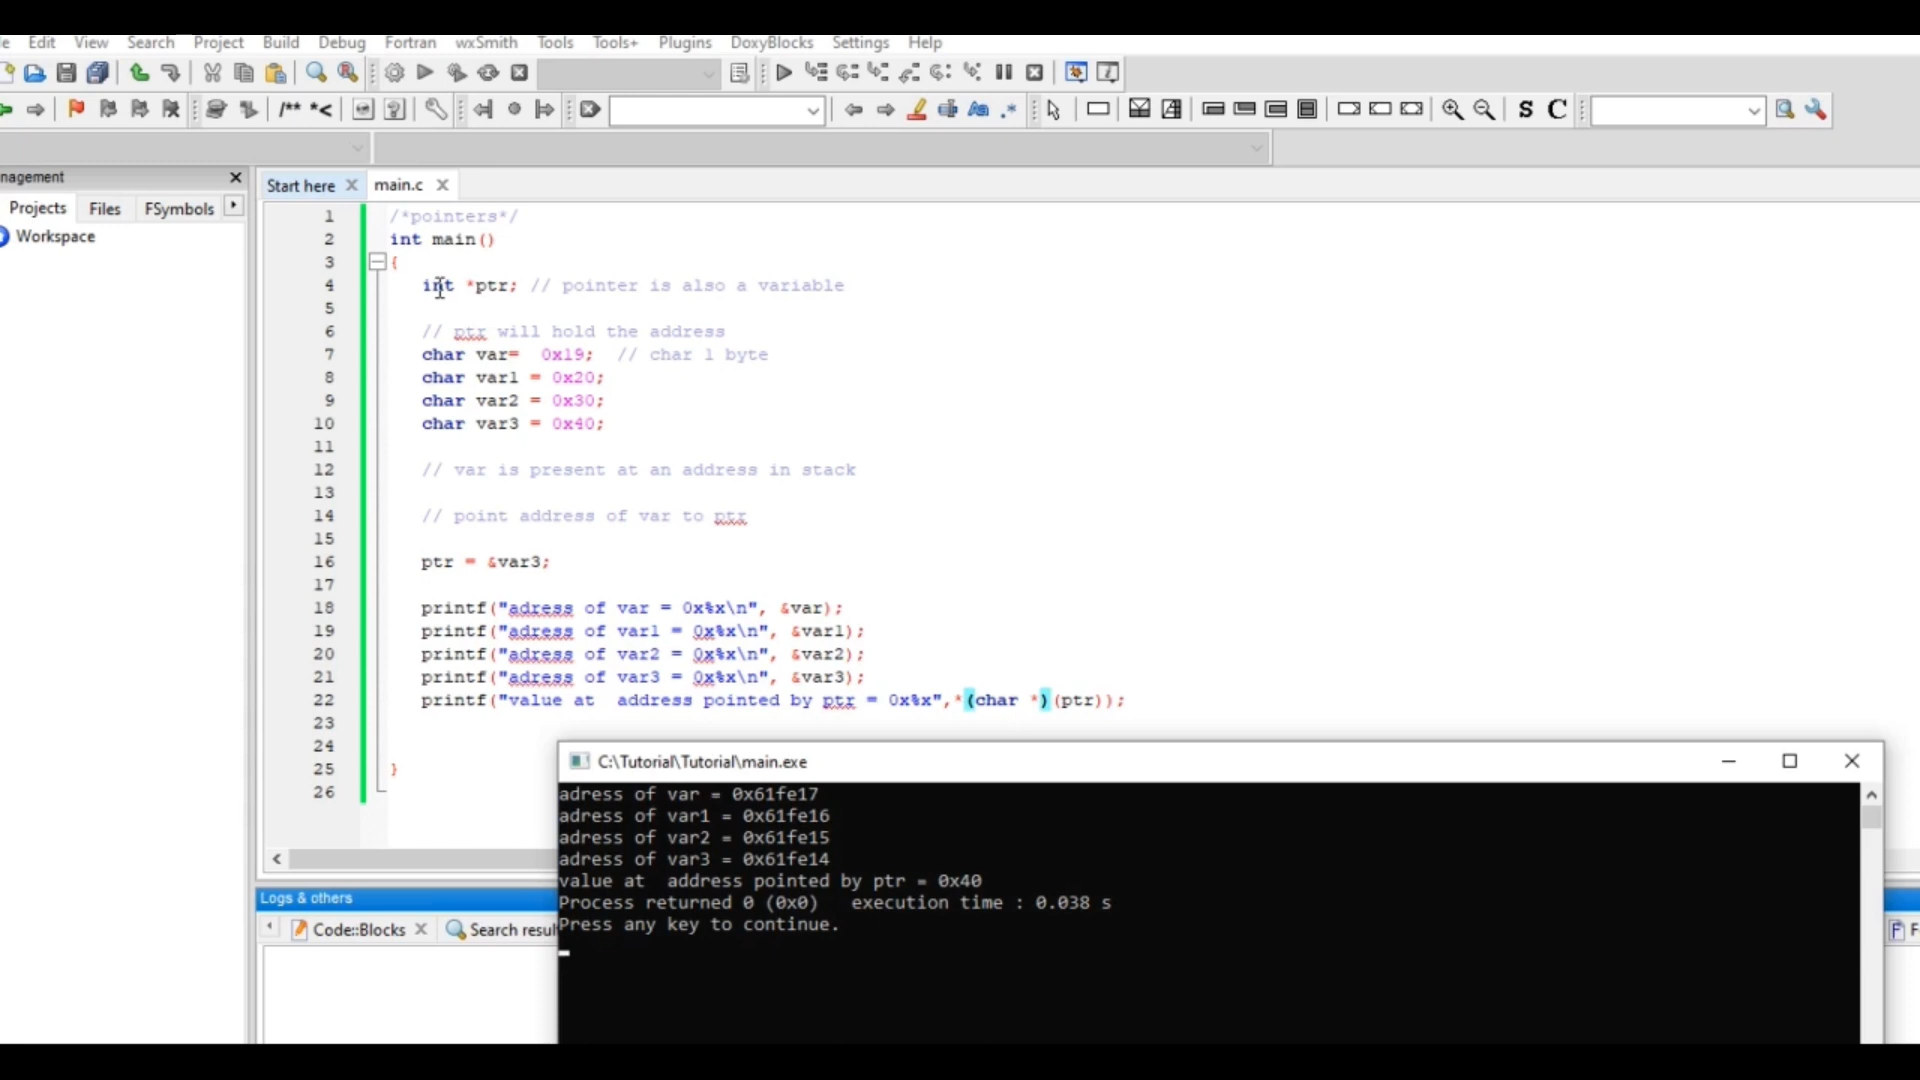 Edit View Search Project Build Debug Fortran wxSmith Tools Tools+ Plugins DoxyBlocks Settings Help
/** *< S C
nagement
Start here main.c
Projects Files FSymbols
Workspace
1 /*pointers*/
2 int main()
3 {
4 int *ptr; // pointer is also a variable
5
6 // ptr will hold the address
7 char var= 0x19; // char 1 byte
8 char var1 = 0x20;
9 char var2 = 0x30;
10 char var3 = 0x40;
11
12 // var is present at an address in stack
13
14 // point address of var to ptr
15
16 ptr = &var3;
17
18 printf("adress of var = 0x%x\n", &var);
19 printf("adress of var1 = 0x%x\n", &var1);
20 printf("adress of var2 = 0x%x\n", &var2);
21 printf("adress of var3 = 0x%x\n", &var3);
22 printf("value at  address pointed by ptr = 0x%x",*(char *)(ptr));
23
24
25 }
26
C:\Tutorial\Tutorial\main.exe
adress of var = 0x61fe17
adress of var1 = 0x61fe16
adress of var2 = 0x61fe15
adress of var3 = 0x61fe14
value at  address pointed by ptr = 0x40
Process returned 0 (0x0)   execution time : 0.038 s
Press any key to continue.
Logs & others
Code::Blocks Search resul